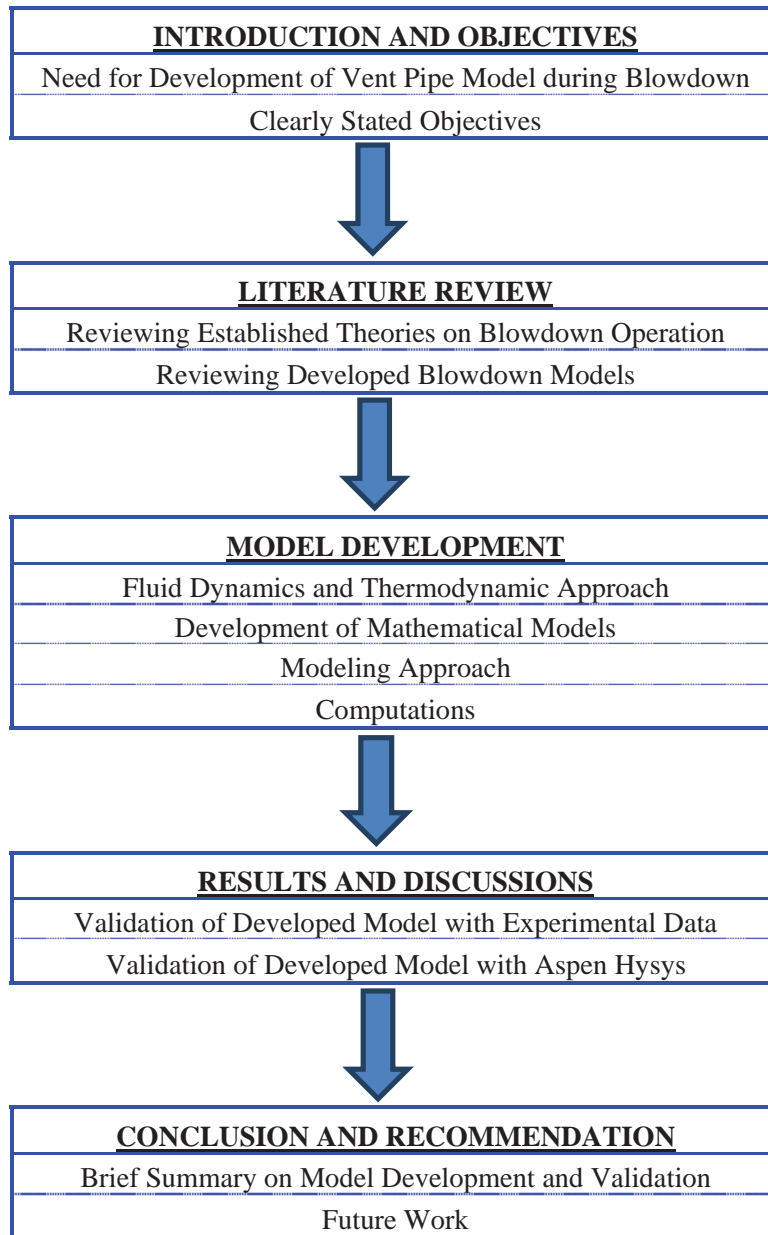 INTRODUCTION AND OBJECTIVES
Need for Development of Vent Pipe Model during Blowdown
Clearly Stated Objectives
LITERATURE REVIEW
Reviewing Established Theories on Blowdown Operation
Reviewing Developed Blowdown Models
MODEL DEVELOPMENT
Fluid Dynamics and Thermodynamic Approach
Development of Mathematical Models
Modeling Approach
Computations
RESULTS AND DISCUSSIONS
Validation of Developed Model with Experimental Data
Validation of Developed Model with Aspen Hysys
CONCLUSION AND RECOMMENDATION
Brief Summary on Model Development and Validation
Future Work